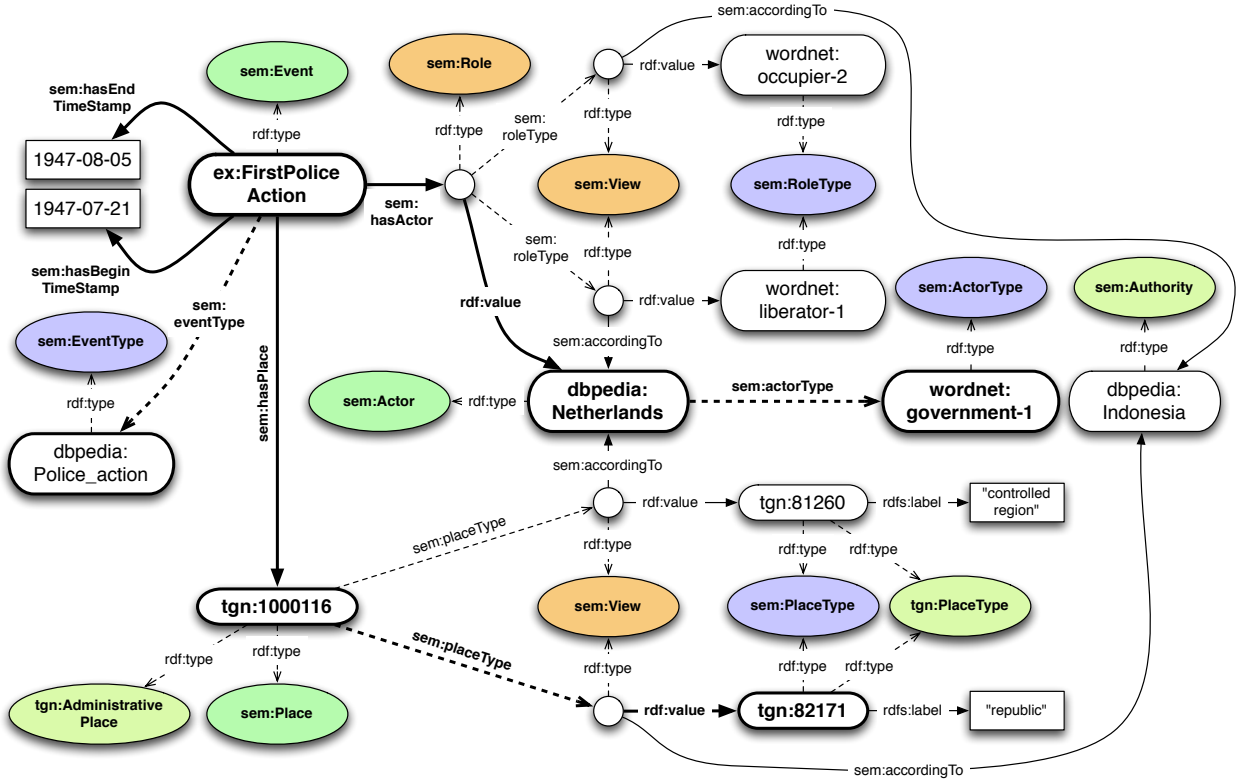 sem:accordingTo
sem:Event
sem:Role
rdf:value
wordnet:
occupier-2
sem:hasEnd
TimeStamp
rdf:type
rdf:type
sem:
roleType
rdf:type
rdf:type
1947-08-05
1947-07-21
ex:FirstPolice
Action
sem:
hasActor
sem:View
sem:RoleType
sem:
roleType
rdf:type
rdf:type
sem:hasBegin
TimeStamp
rdf:value
rdf:value
wordnet:
liberator-1
sem:ActorType
sem:Authority
sem:
eventType
sem:EventType
sem:accordingTo
rdf:type
rdf:type
sem:hasPlace
rdf:type
sem:Actor
rdf:type
dbpedia:
Netherlands
sem:actorType
wordnet:
government-1
dbpedia:
Indonesia
dbpedia:
Police_action
sem:accordingTo
rdf:value
tgn:81260
rdfs:label
"controlled
region"
sem:placeType
rdf:type
rdf:type
rdf:type
tgn:1000116
sem:View
sem:PlaceType
tgn:PlaceType
sem:placeType
rdf:type
rdf:type
rdf:type
rdf:type
rdf:type
tgn:Administrative
Place
sem:Place
rdf:value
tgn:82171
rdfs:label
"republic"
sem:accordingTo